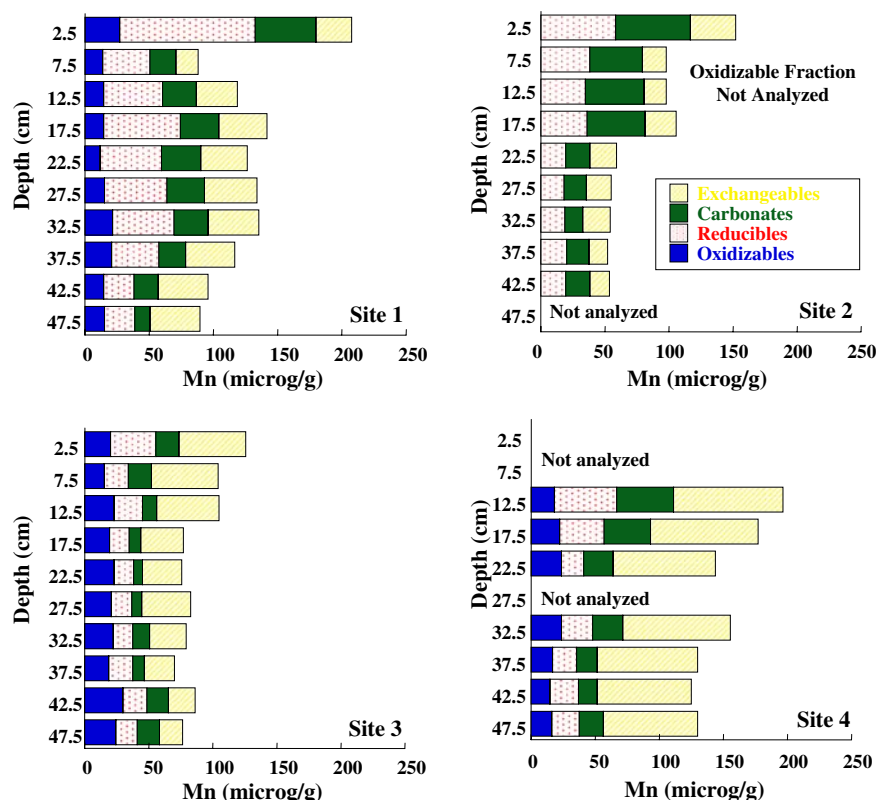 Depth (cm)
2.5
7.5
12.5
17.5
22.5
27.5
32.5
37.5
42.5
47.5
Site 1
0 50 100 150 200 250
Mn (microg/g)
2.5
7.5
12.5
17.5
22.5
27.5
32.5
37.5
42.5
47.5
Oxidizable Fraction
Not Analyzed
Exchangeables
Carbonates
Reducibles
Oxidizables
Not analyzed
Site 2
0 50 100 150 200 250
Mn (microg/g)
Depth (cm)
2.5
7.5
12.5
17.5
22.5
27.5
32.5
37.5
42.5
47.5
Site 3
0 50 100 150 200 250
Mn (microg/g)
Depth (cm)
2.5
7.5
12.5
17.5
22.5
27.5
32.5
37.5
42.5
47.5
Not analyzed
Not analyzed
Site 4
0 50 100 150 200 250
Mn (microg/g)